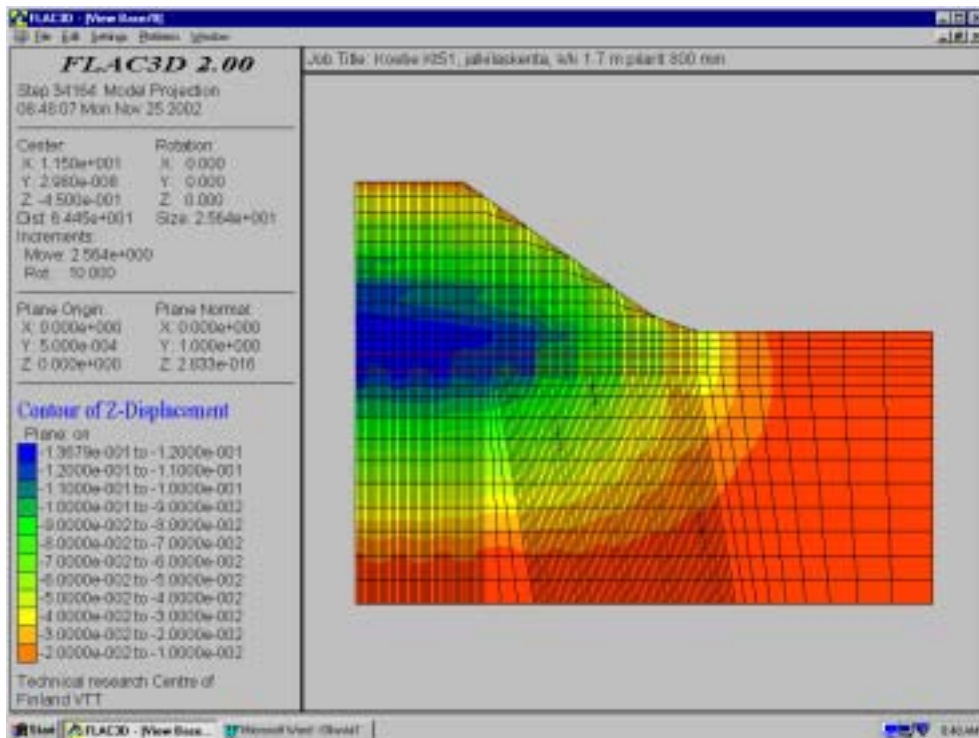 FLAC3D - [View Base/0]
File Edit Settings Window
FLAC3D 2.00
Step 34164 Model Projection
08:48:07 Mon Nov 25 2002
Center: Rotation:
X: 1.150e+001 X: 0.000
Y: 2.980e-008 Y: 0.000
Z: -4.500e-001 Z: 0.000
Dist: 6.445e+001 Size: 2.564e+001
Increments:
Move: 2.564e+000
Rot.: 10.000
Plane Origin: Plane Normal:
X: 0.000e+000 X: 0.000e+000
Y: 5.000e-004 Y: 1.000e+000
Z: 0.000e+000 Z: 2.833e-016
Contour of Z-Displacement
Plane: on
-1.3679e-001 to -1.2000e-001
-1.2000e-001 to -1.1000e-001
-1.1000e-001 to -1.0000e-001
-1.0000e-001 to -9.0000e-002
-9.0000e-002 to -8.0000e-002
-8.0000e-002 to -7.0000e-002
-7.0000e-002 to -6.0000e-002
-6.0000e-002 to -5.0000e-002
-5.0000e-002 to -4.0000e-002
-4.0000e-002 to -3.0000e-002
-3.0000e-002 to -2.0000e-002
-2.0000e-002 to -1.0000e-002
Technical research Centre of
Finland VTT
Job Title: Koebe jälkilaskenta, k/k 1.7 m pilarit 800 mm
Start FLAC3D - [View Base... Microsoft Word